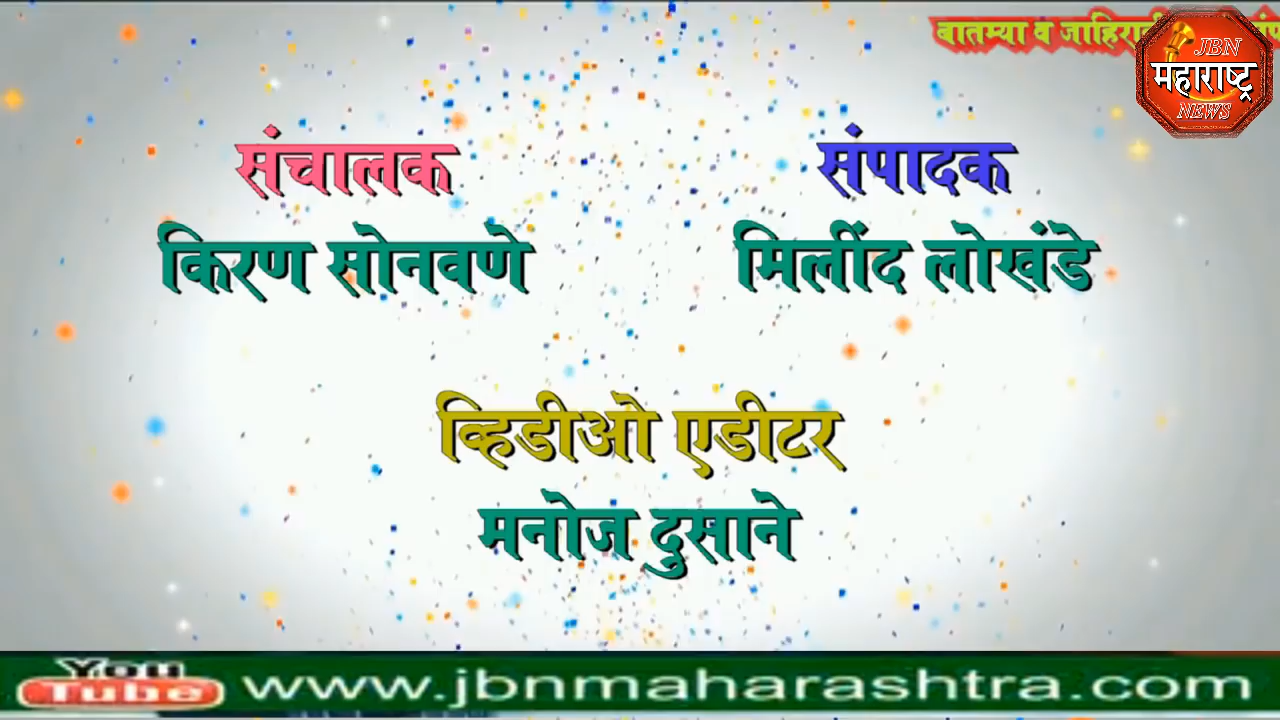 बातम्या व
JBN
महाराष्ट्र
NEWS
संचालक
संपादक
किरण सोनवणे
मिलींद लोखंडे
व्हिडीओ एडीटर
मनोज दुसाने
You
Tube
www.jbnmaharashtra.com